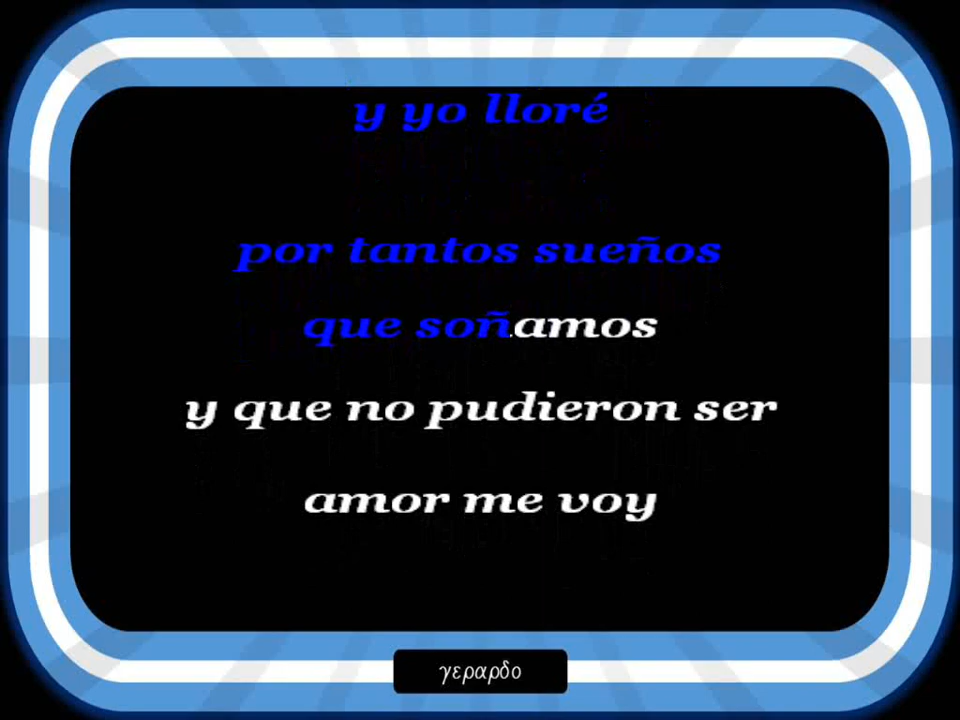 y yo lloré
por tantos sueños
que soñamos
y que no pudieron ser
amor me voy
γεραρδο